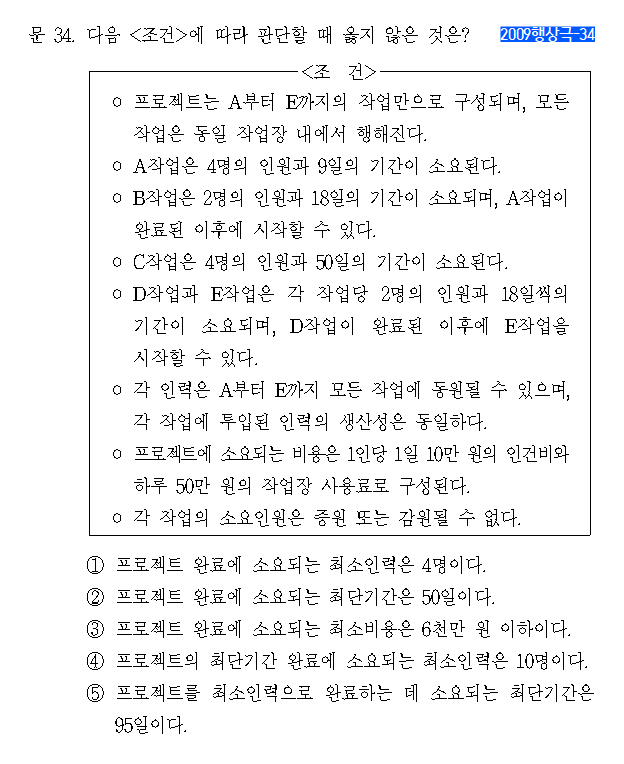 문 34. 다음 <조건>에 따라 판단할 때 옳지 않은 것은? 2009행상극-34
<조 건>
○ 프로젝트는 A부터 E까지의 작업만으로 구성되며, 모든
작업은 동일 작업장 내에서 행해진다.
○ A작업은 4명의 인원과 9일의 기간이 소요된다.
○ B작업은 2명의 인원과 18일의 기간이 소요되며, A작업이
완료된 이후에 시작할 수 있다.
○ C작업은 4명의 인원과 50일의 기간이 소요된다.
○ D작업과 E작업은 각 작업당 2명의 인원과 18일씩의
기간이 소요되며, D작업이 완료된 이후에 E작업을
시작할 수 있다.
○ 각 인력은 A부터 E까지 모든 작업에 동원될 수 있으며,
각 작업에 투입된 인력의 생산성은 동일하다.
○ 프로젝트에 소요되는 비용은 1인당 1일 10만 원의 인건비와
하루 50만 원의 작업장 사용료로 구성된다.
○ 각 작업의 소요인원은 증원 또는 감원될 수 없다.
① 프로젝트 완료에 소요되는 최소인력은 4명이다.
② 프로젝트 완료에 소요되는 최단기간은 50일이다.
③ 프로젝트 완료에 소요되는 최소비용은 6천만 원 이하이다.
④ 프로젝트의 최단기간 완료에 소요되는 최소인력은 10명이다.
⑤ 프로젝트를 최소인력으로 완료하는 데 소요되는 최단기간은
95일이다.